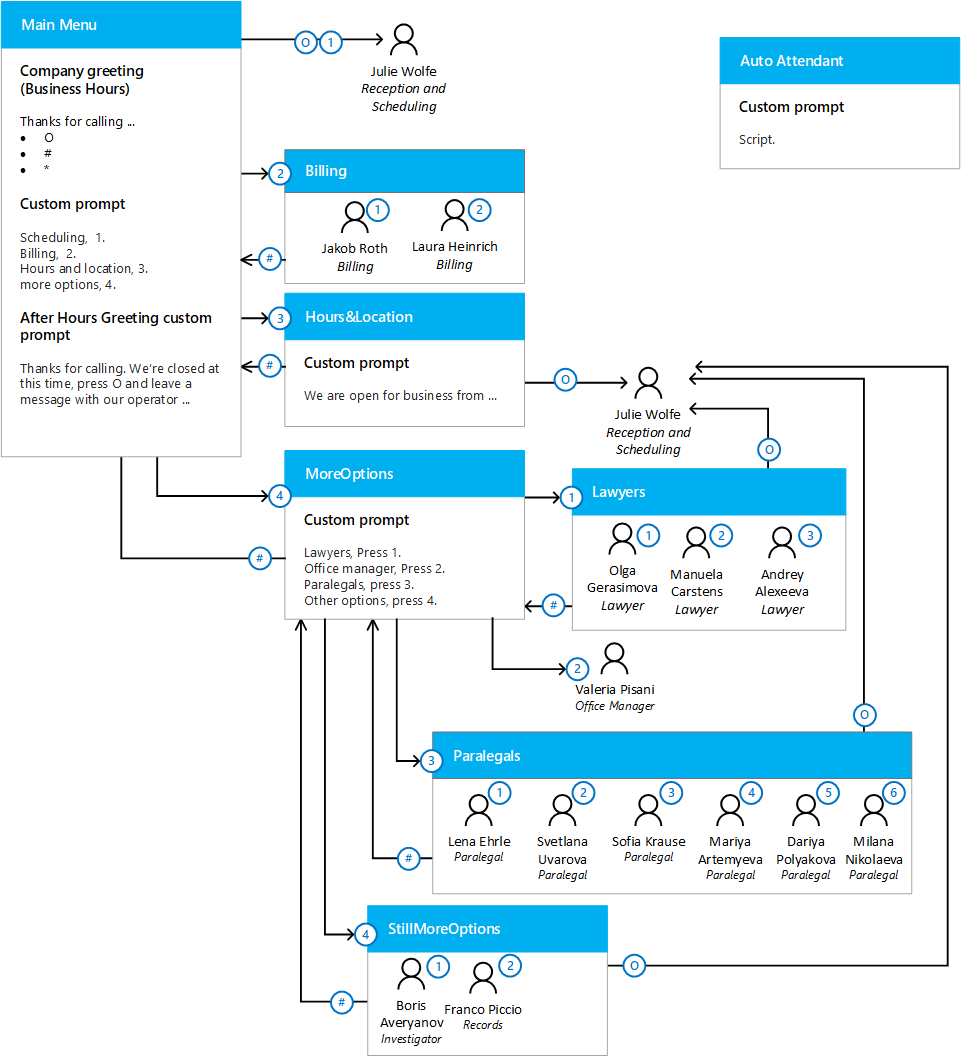 Main Menu
Company greeting
(Business Hours)
Thanks for calling ...
• O
• #
• *
Custom prompt
Scheduling, 1.
Billing, 2.
Hours and location, 3.
more options, 4.
After Hours Greeting custom
prompt
Thanks for calling. We're closed at
this time, press O and leave a
message with our operator ...
O
1
Julie Wolfe
Reception and
Scheduling
Auto Attendant
Custom prompt
Script.
2
Billing
1
2
Jakob Roth
Billing
Laura Heinrich
Billing
#
3
Hours&Location
#
Custom prompt
We are open for business from ...
O
Julie Wolfe
Reception and
Scheduling
O
4
MoreOptions
Custom prompt
Lawyers, Press 1.
Office manager, Press 2.
Paralegals, press 3.
Other options, press 4.
#
1
Lawyers
1
2
3
Olga
Gerasimova
Lawyer
Manuela
Carstens
Lawyer
Andrey
Alexeeva
Lawyer
#
2
Valeria Pisani
Office Manager
O
3
Paralegals
1
2
3
4
5
6
Lena Ehrle
Paralegal
Svetlana
Uvarova
Paralegal
Sofia Krause
Paralegal
Mariya
Artemyeva
Paralegal
Dariya
Polyakova
Paralegal
Milana
Nikolaeva
Paralegal
#
4
StillMoreOptions
1
2
O
Boris
Averyanov
Investigator
Franco Piccio
Records
#